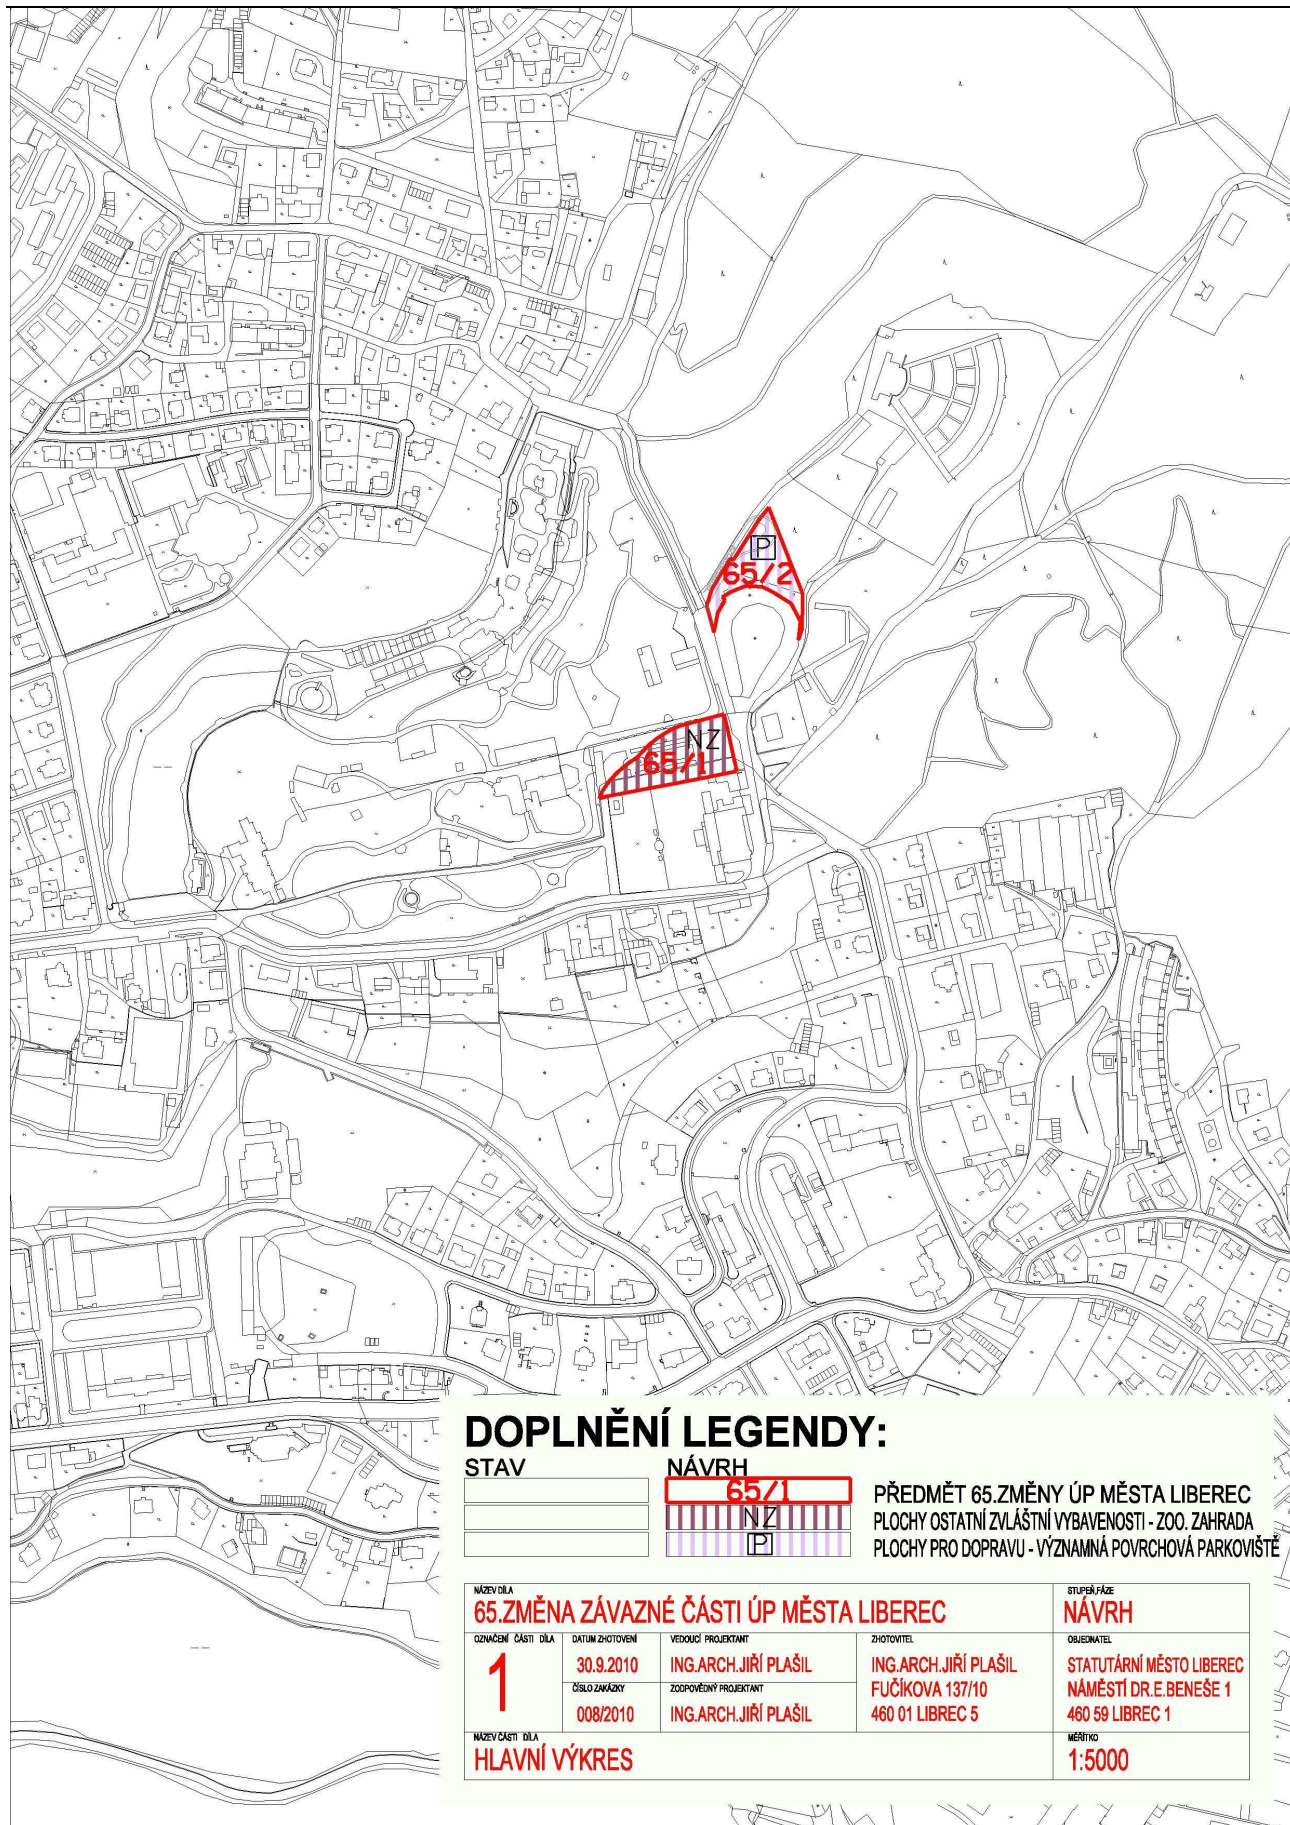 P
65/2
NZ
65/1
DOPLNĚNÍ LEGENDY:
STAV
NÁVRH
65/1
PŘEDMĚT 65.ZMĚNY ÚP MĚSTA LIBEREC
NZ
PLOCHY OSTATNÍ ZVLÁŠTNÍ VYBAVENOSTI - ZOO. ZAHRADA
P
PLOCHY PRO DOPRAVU - VÝZNAMNÁ POVRCHOVÁ PARKOVIŠTĚ
NÁZEV DÍLA
65.ZMĚNA ZÁVAZNÉ ČÁSTI ÚP MĚSTA LIBEREC
STUPEŇ,FÁZE
NÁVRH
OZNAČENÍ ČÁSTI DÍLA
1
DATUM ZHOTOVENÍ
30.9.2010
ČÍSLO ZAKÁZKY
008/2010
VEDOUCÍ PROJEKTANT
ING.ARCH.JIŘÍ PLAŠIL
ZODPOVĚDNÝ PROJEKTANT
ING.ARCH.JIŘÍ PLAŠIL
ZHOTOVITEL
ING.ARCH.JIŘÍ PLAŠIL
FUČÍKOVA 137/10
460 01 LIBREC 5
OBJEDNATEL
STATUTÁRNÍ MĚSTO LIBEREC
NÁMĚSTÍ DR.E.BENEŠE 1
460 59 LIBREC 1
NÁZEV ČÁSTI DÍLA
HLAVNÍ VÝKRES
MĚŘÍTKO
1:5000